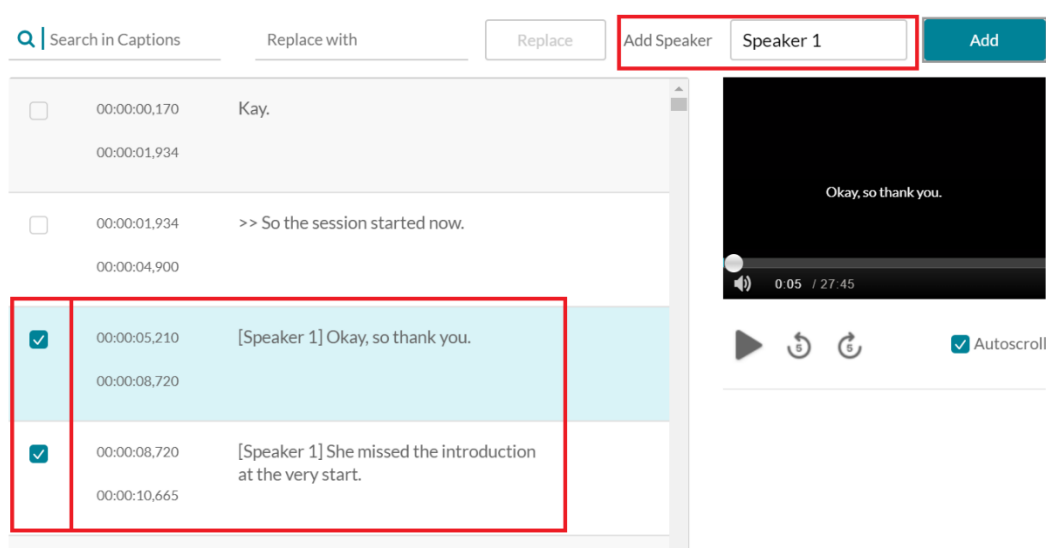 Search in Captions
Replace with
Replace
Add Speaker
Speaker 1
Add
00:00:00,170
Kay.
00:00:01,934
00:00:01,934
>> So the session started now.
00:00:04,900
00:00:05,210
[Speaker 1] Okay, so thank you.
00:00:08,720
00:00:08,720
[Speaker 1] She missed the introduction
at the very start.
00:00:10,665
Okay, so thank you.
0:05 / 27:45
5
5
Autoscroll